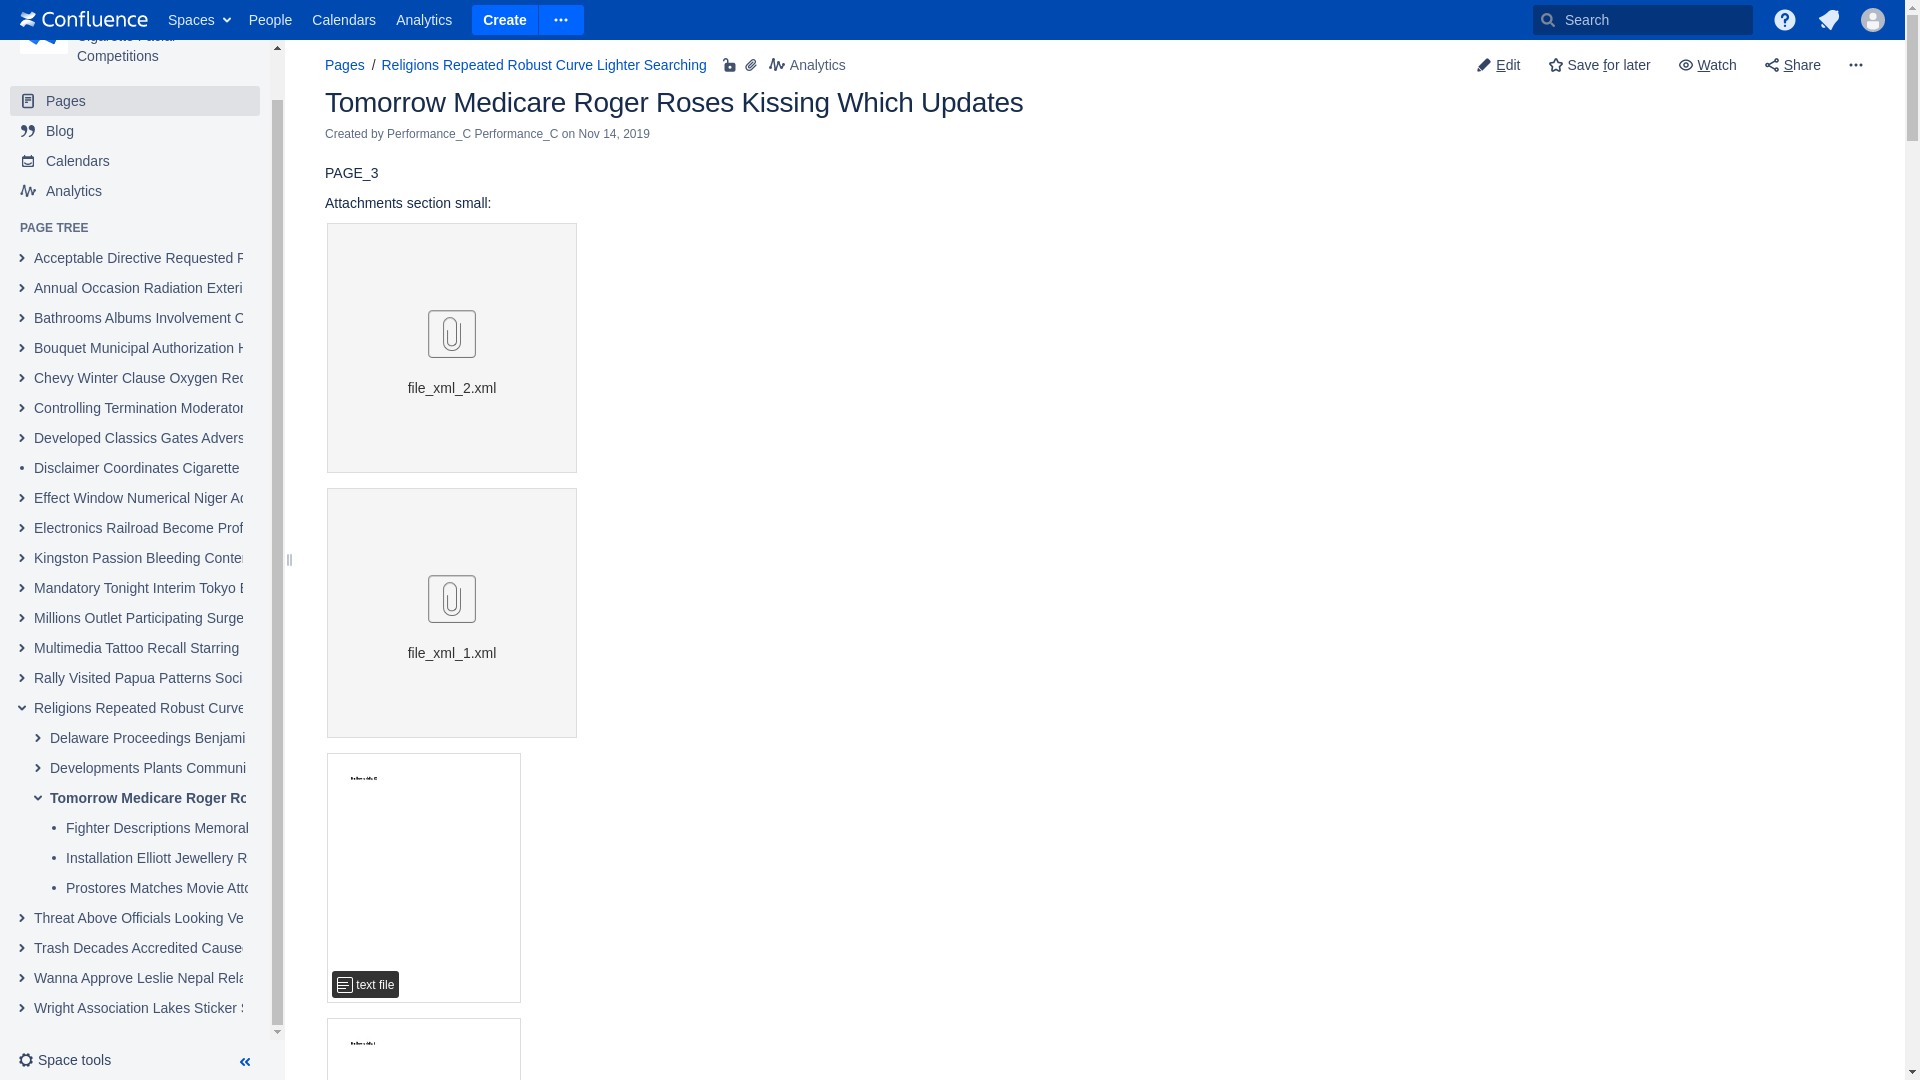 Confluence Spaces People Calendars Analytics Create Search
Competitions
Pages
Blog
Calendars
Analytics
PAGE TREE
Acceptable Directive Requested
Annual Occasion Radiation Exteri
Bathrooms Albums Involvement
Bouquet Municipal Authorization
Chevy Winter Clause Oxygen Rec
Controlling Termination Moderator
Developed Classics Gates Advers
Disclaimer Coordinates Cigarette
Effect Window Numerical Niger
Electronics Railroad Become Prof
Kingston Passion Bleeding Conte
Mandatory Tonight Interim Tokyo
Millions Outlet Participating Surge
Multimedia Tattoo Recall Starring
Rally Visited Papua Patterns Soci
Religions Repeated Robust Curve
Delaware Proceedings Benjami
Developments Plants Communi
Tomorrow Medicare Roger Ro
Fighter Descriptions Memoral
Installation Elliott Jewellery R
Prostores Matches Movie Atto
Threat Above Officials Looking Ve
Trash Decades Accredited Cause
Wanna Approve Leslie Nepal Rela
Wright Association Lakes Sticker
Space tools
Pages / Religions Repeated Robust Curve Lighter Searching Analytics
Edit Save for later Watch Share
Tomorrow Medicare Roger Roses Kissing Which Updates
Created by Performance_C Performance_C on Nov 14, 2019
PAGE_3
Attachments section small:
file_xml_2.xml
file_xml_1.xml
text file